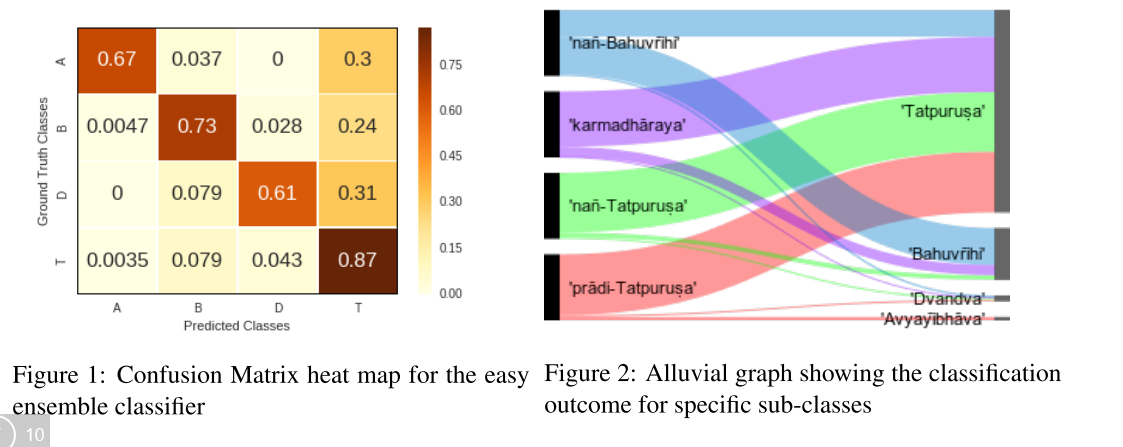 Ground Truth Classes
A
B
D
T
0.67 0.037 0 0.3
0.0047 0.73 0.028 0.24
0 0.079 0.61 0.31
0.0035 0.079 0.043 0.87
A B D T
Predicted Classes
0.75
0.60
0.45
0.30
0.15
0.00
'nañ-Bahuvr̄ihi'
'karmadhāraya'
'nañ-Tatpuruṣa'
'prādi-Tatpuruṣa'
'Tatpuruṣa'
'Bahuvr̄ihi'
'Dvandva'
'Avyayībhāva'
Figure 1: Confusion Matrix heat map for the easy
ensemble classifier
Figure 2: Alluvial graph showing the classification
outcome for specific sub-classes
10